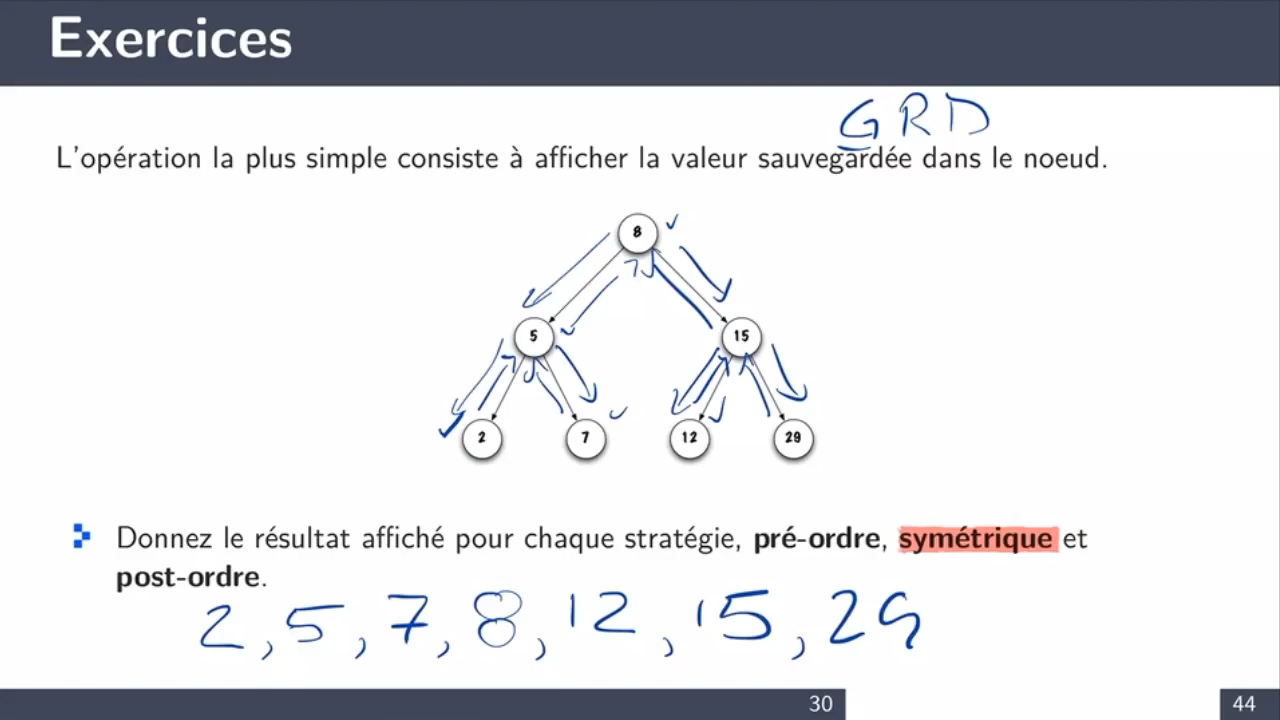 Exercices
GRD
L'opération la plus simple consiste à afficher la valeur sauvegardée dans le noeud.
8
5 15
2 7 12 29
Donnez le résultat affiché pour chaque stratégie, pré-ordre, symétrique et
post-ordre.
2, 5, 7, 8, 12, 15, 29
30 44